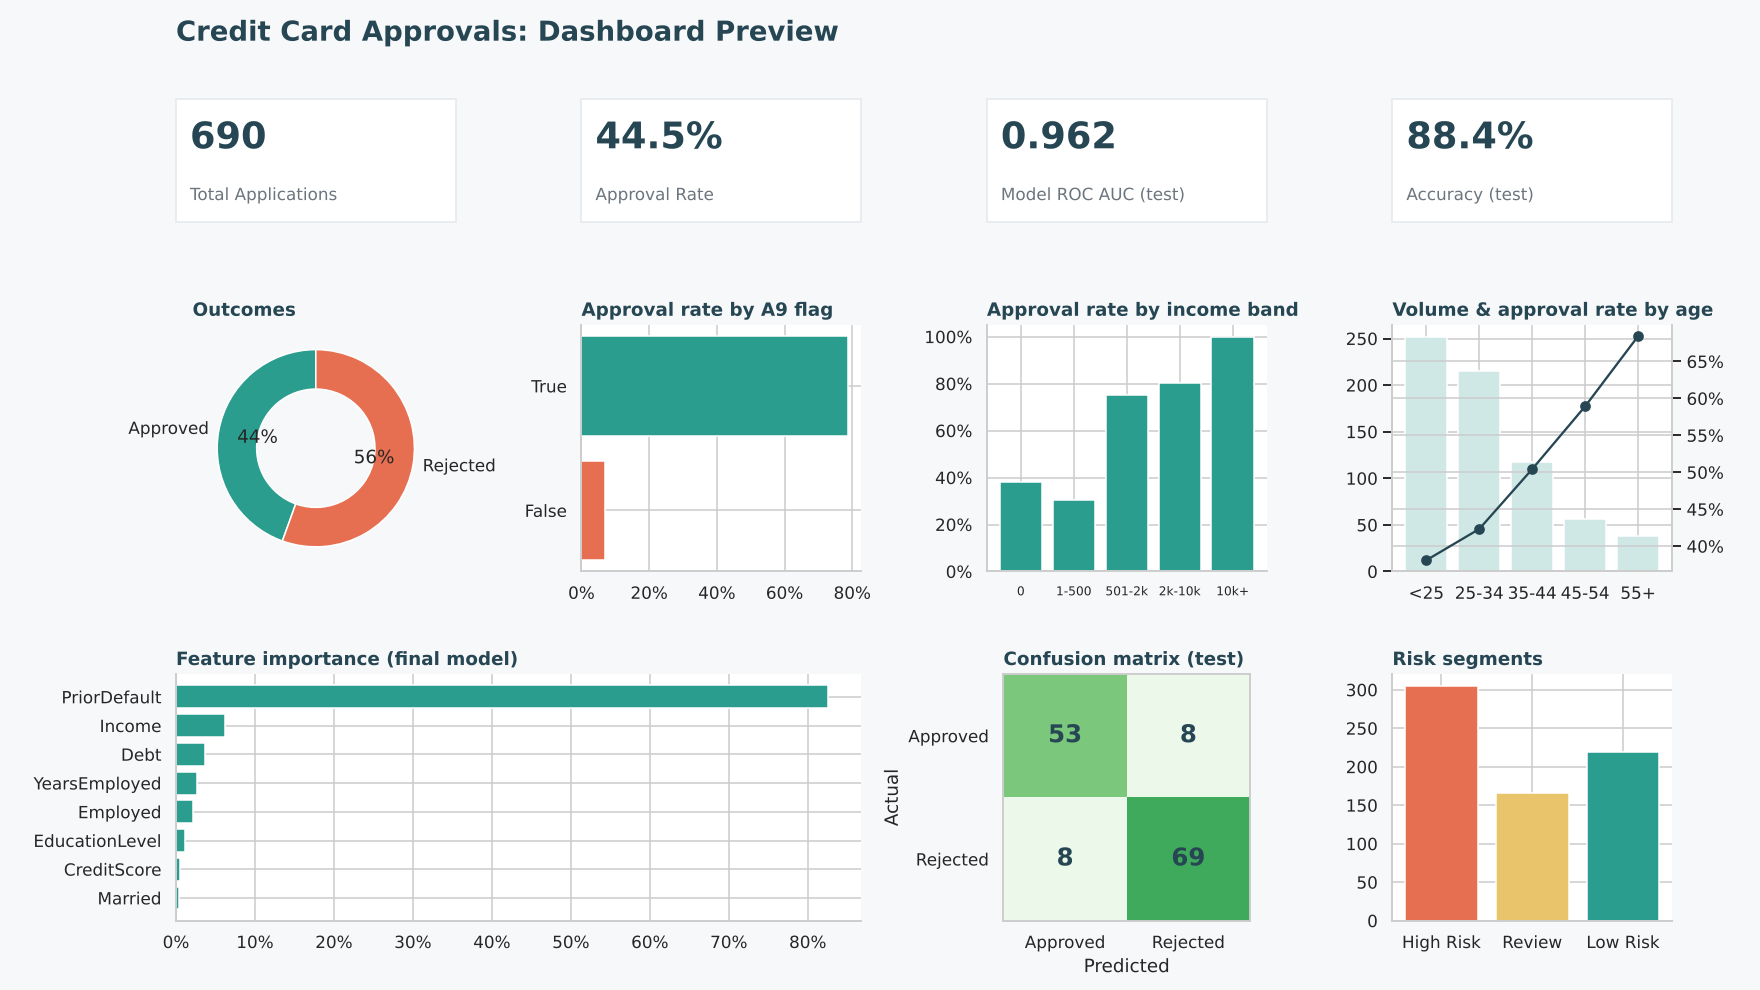 Credit Card Approvals: Dashboard Preview
690
Total Applications
44.5%
Approval Rate
0.962
Model ROC AUC (test)
88.4%
Accuracy (test)
Outcomes
Approved
44%
56%
Rejected
Approval rate by A9 flag
True
False
0% 20% 40% 60% 80%
Approval rate by income band
100%
80%
60%
40%
20%
0%
0 1-500 501-2k 2k-10k 10k+
Volume & approval rate by age
250
200
150
100
50
0
65%
60%
55%
50%
45%
40%
<25 25-34 35-44 45-54 55+
Feature importance (final model)
PriorDefault
Income
Debt
YearsEmployed
Employed
EducationLevel
CreditScore
Married
0% 10% 20% 30% 40% 50% 60% 70% 80%
Confusion matrix (test)
Actual
Approved 53 8
Rejected 8 69
Approved Rejected
Predicted
Risk segments
300
250
200
150
100
50
0
High Risk Review Low Risk